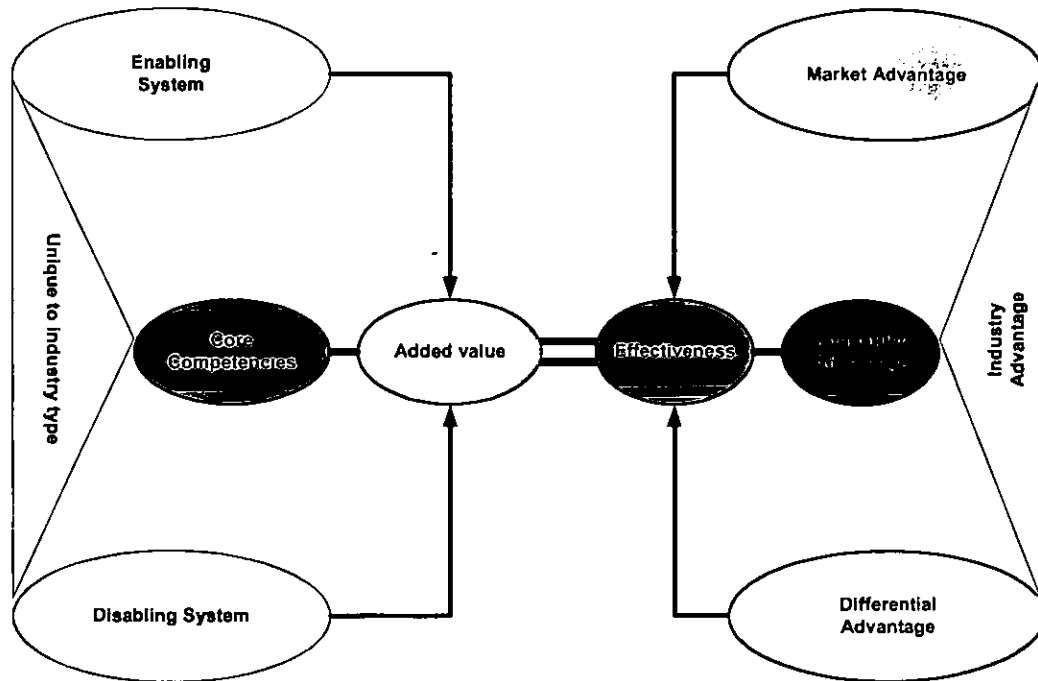 Enabling
System
Market Advantage
Unique to Industry type
Core
Competencies
Added value
Effectiveness
Industry
Advantage
Disabling System
Differential
Advantage